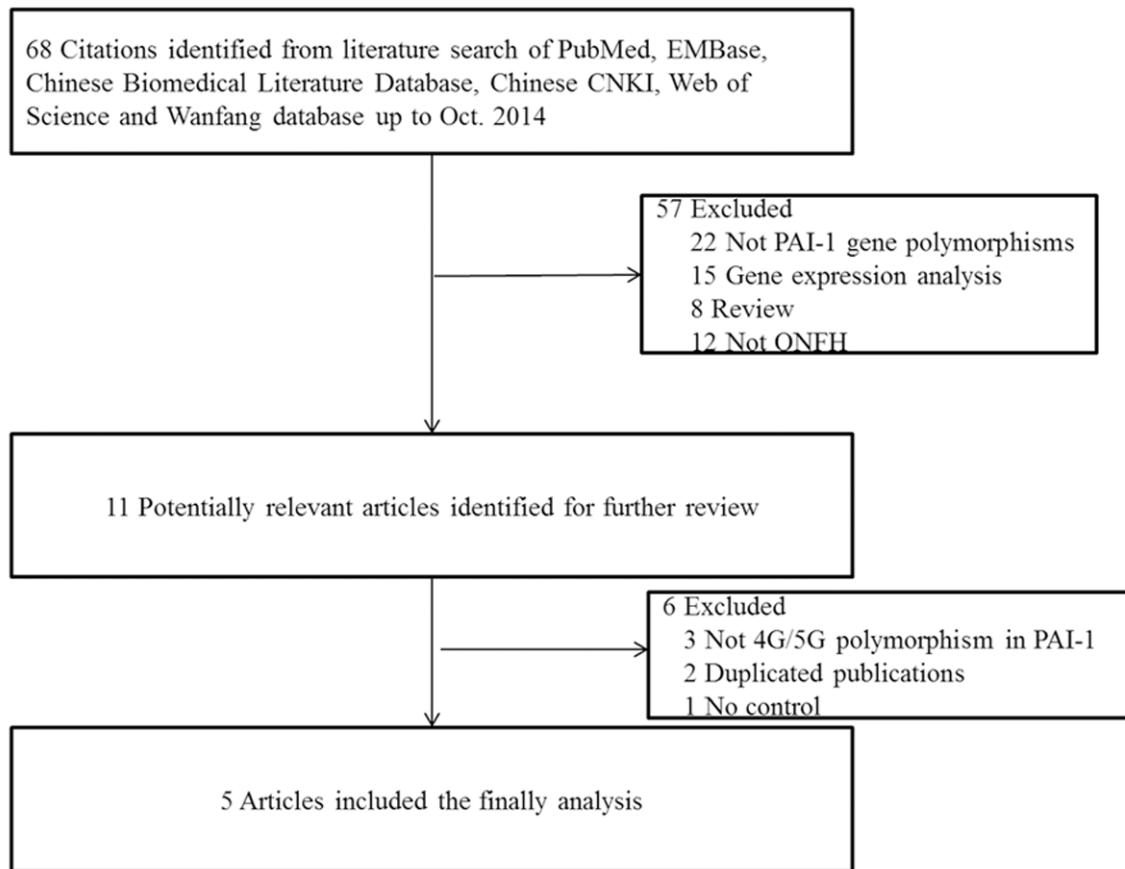 68 Citations identified from literature search of PubMed, EMBase,
Chinese Biomedical Literature Database, Chinese CNKI, Web of
Science and Wanfang database up to Oct. 2014
57 Excluded
22 Not PAI-1 gene polymorphisms
15 Gene expression analysis
8 Review
12 Not ONFH
11 Potentially relevant articles identified for further review
6 Excluded
3 Not 4G/5G polymorphism in PAI-1
2 Duplicated publications
1 No control
5 Articles included the finally analysis